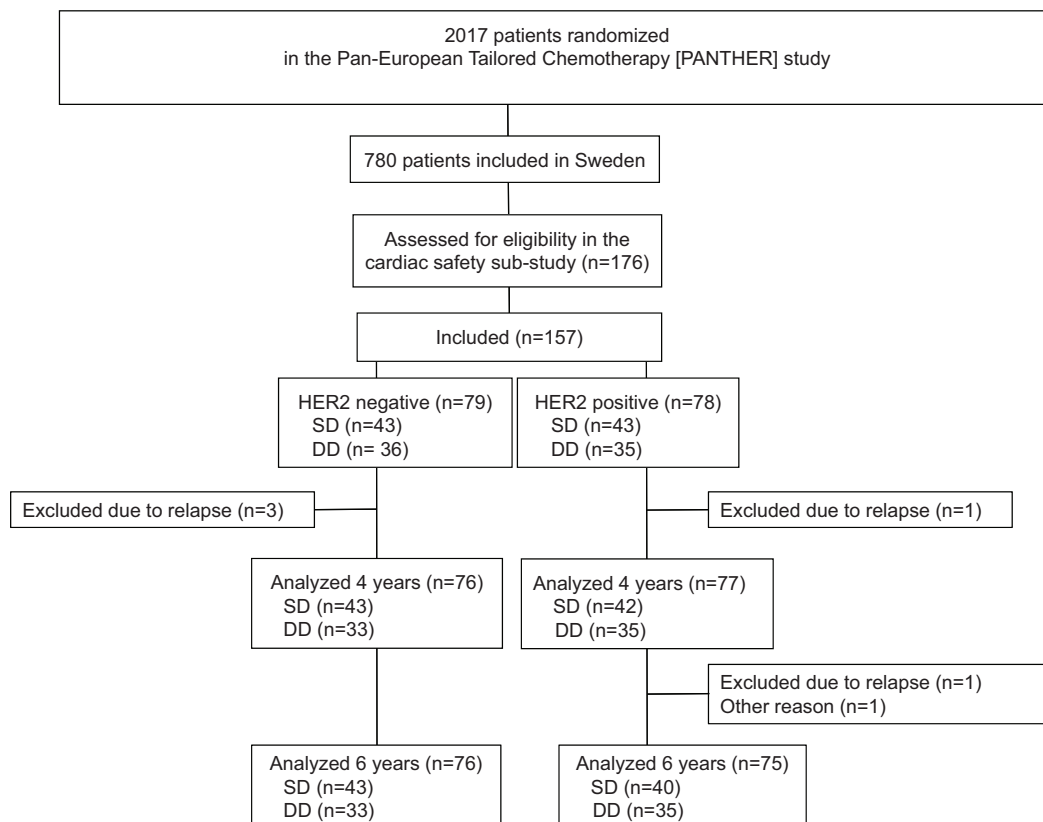 2017 patients randomized
in the Pan-European Tailored Chemotherapy [PANTHER] study
780 patients included in Sweden
Assessed for eligibility in the
cardiac safety sub-study (n=176)
Included (n=157)
HER2 negative (n=79)
SD (n=43)
DD (n= 36)
HER2 positive (n=78)
SD (n=43)
DD (n=35)
Excluded due to relapse (n=3)
Excluded due to relapse (n=1)
Analyzed 4 years (n=76)
SD (n=43)
DD (n=33)
Analyzed 4 years (n=77)
SD (n=42)
DD (n=35)
Excluded due to relapse (n=1)
Other reason (n=1)
Analyzed 6 years (n=76)
SD (n=43)
DD (n=33)
Analyzed 6 years (n=75)
SD (n=40)
DD (n=35)